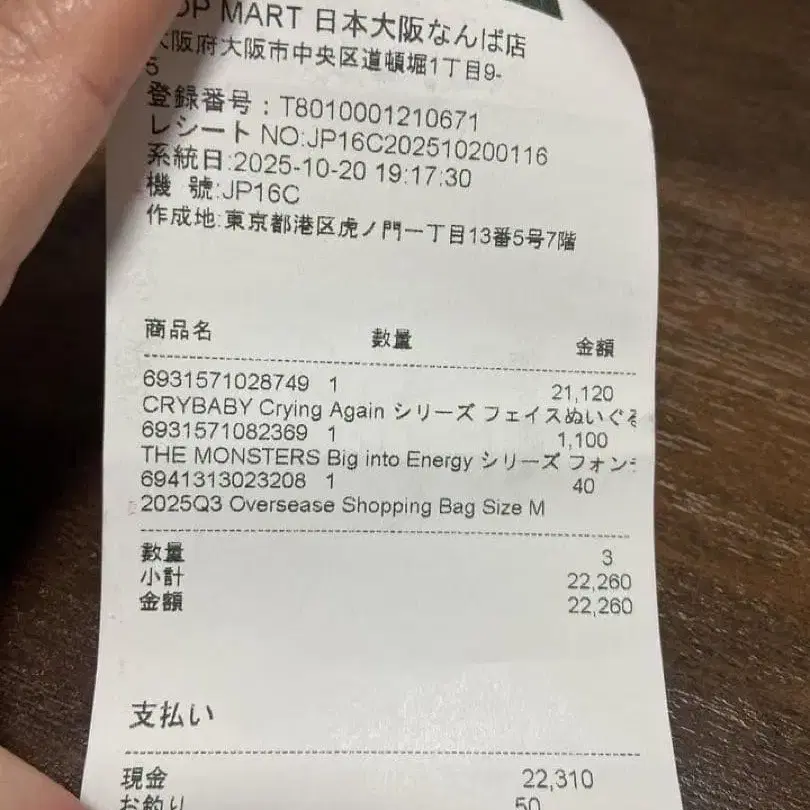 OP MART 日本大阪なんば店
大阪府大阪市中央区道頓堀1丁目9-
5
登録番号：T8010001210671
レシート NO:JP16C202510200116
系統日:2025-10-20 19:17:30
機 號:JP16C
作成地:東京都港区虎ノ門一丁目13番5号7階
商品名 數量 金額
6931571028749 1 21,120
CRYBABY Crying Again シリーズ フェイスぬいぐる
6931571082369 1 1,100
THE MONSTERS Big into Energy シリーズ フォンデ
6941313023208 1 40
2025Q3 Oversease Shopping Bag Size M
數量 3
小計 22,260
金額 22,260
支払い
現金 22,310
お釣り 50